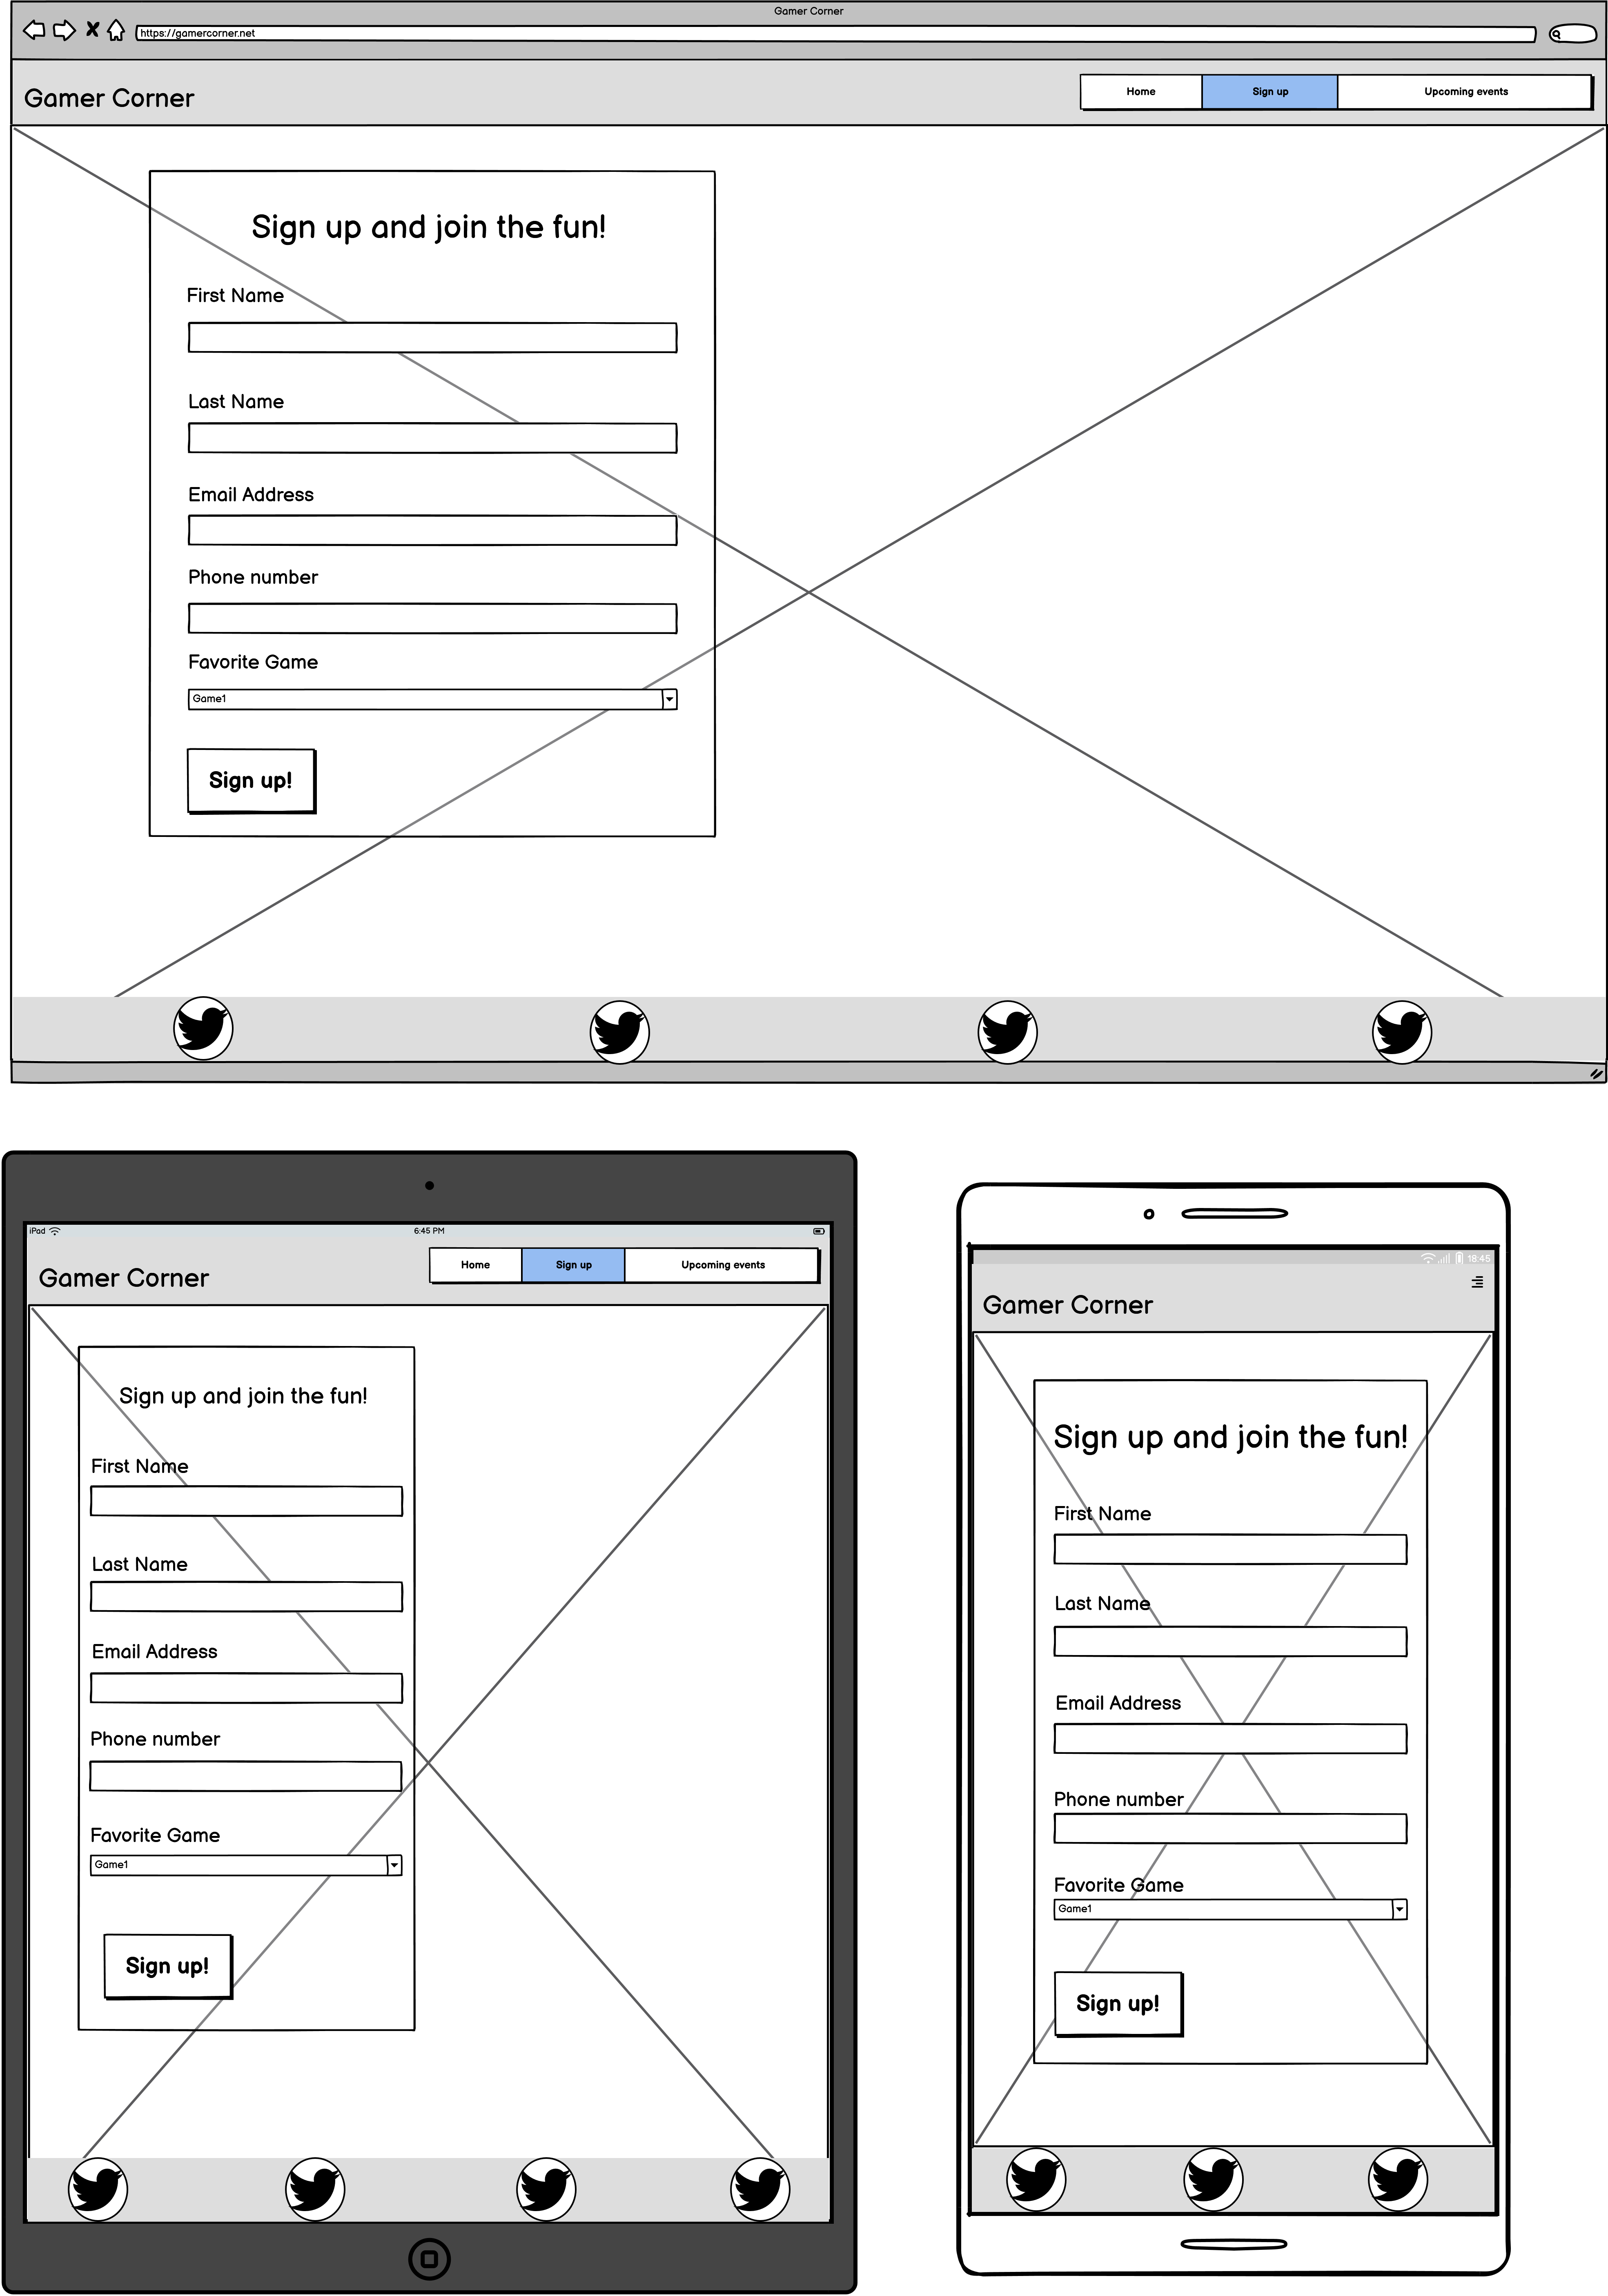 Gamer Corner
https://gamercorner.net
Gamer Corner
Home Sign up Upcoming events
Sign up and join the fun!
First Name
Last Name
Email Address
Phone number
Favorite Game
Game1
Sign up!
iPad 6:45 PM
Gamer Corner
Home Sign up Upcoming events
Sign up and join the fun!
First Name
Last Name
Email Address
Phone number
Favorite Game
Game1
Sign up!
18:45
Gamer Corner
Sign up and join the fun!
First Name
Last Name
Email Address
Phone number
Favorite Game
Game1
Sign up!